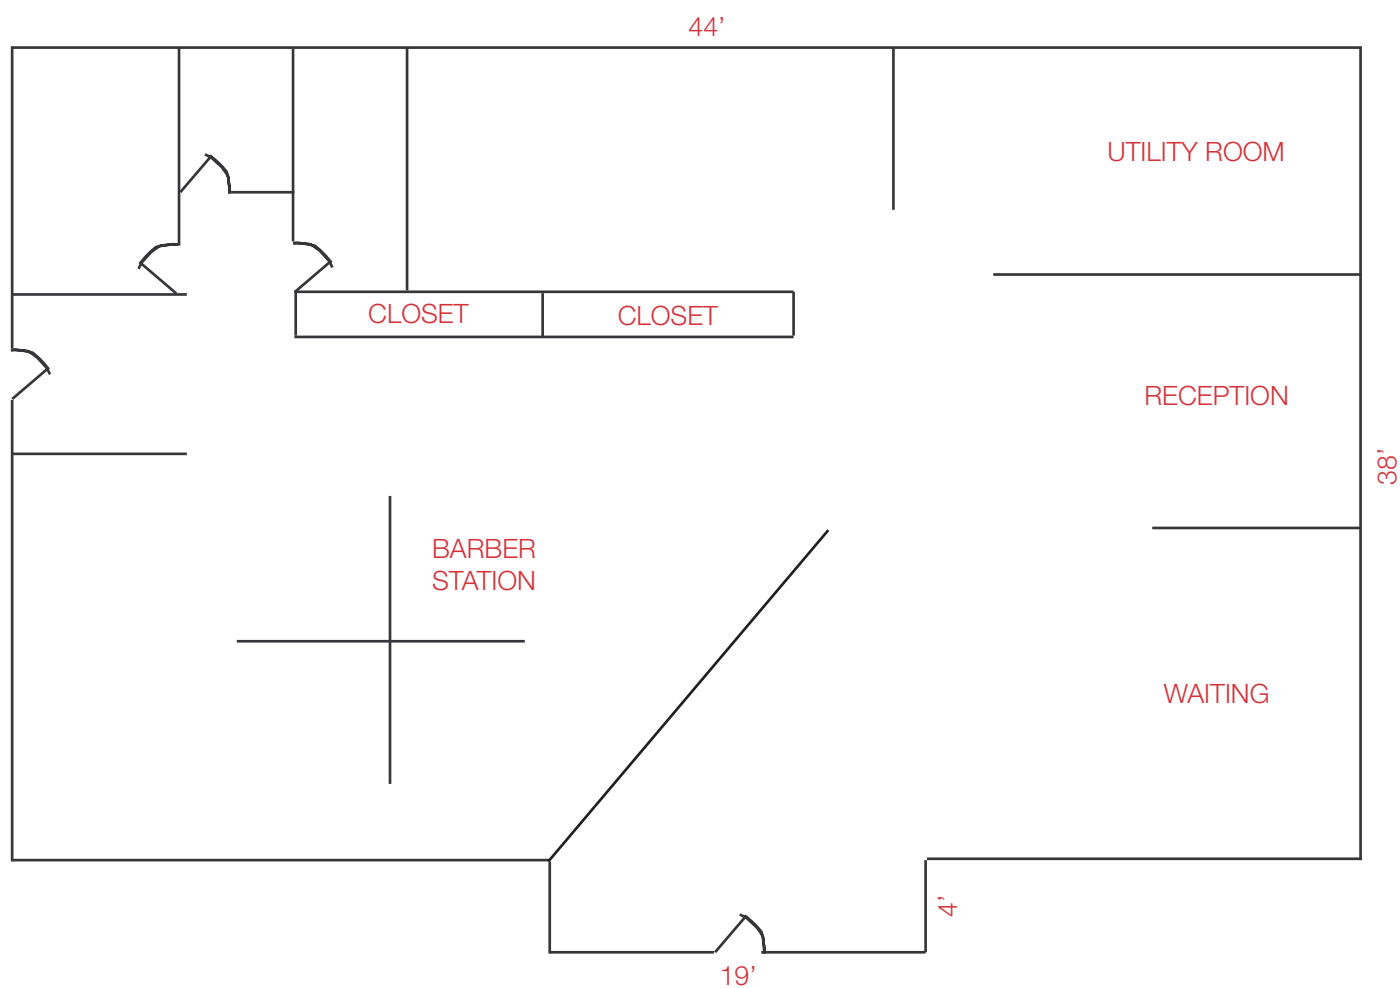 44’
UTILITY ROOM
CLOSET
CLOSET
RECEPTION
38’
BARBER
STATION
WAITING
4’
19’